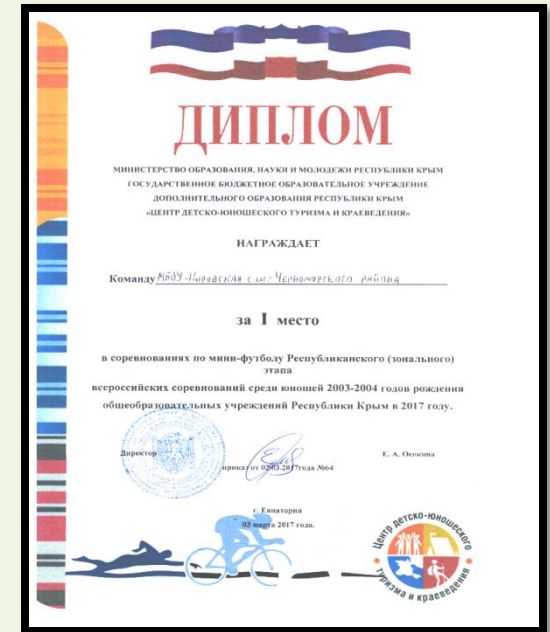 ДИПЛОМ
МИНИСТЕРСТВО ОБРАЗОВАНИЯ, НАУКИ И МОЛОДЕЖИ РЕСПУБЛИКИ КРЫМ
ГОСУДАРСТВЕННОЕ БЮДЖЕТНОЕ ОБРАЗОВАТЕЛЬНОЕ УЧРЕЖДЕНИЕ
ДОПОЛНИТЕЛЬНОГО ОБРАЗОВАНИЯ РЕСПУБЛИКИ КРЫМ
«ЦЕНТР ДЕТСКО-ЮНОШЕСКОГО ТУРИЗМА И КРАЕВЕДЕНИЯ»
НАГРАЖДАЕТ
Команду МБОУ «Кировская с.ш.» Черноморского района
за I место
в соревнованиях по мини-футболу Республиканского (зонального)
этапа
всероссийских соревнований среди юношей 2003-2004 годов рождения
общеобразовательных учреждений Республики Крым в 2017 году.
Директор Е. А. Осокина
приказ от 02.03.2017года №64
г. Евпатория
03 марта 2017 года.
Центр детско-юношеского
туризма и краеведения